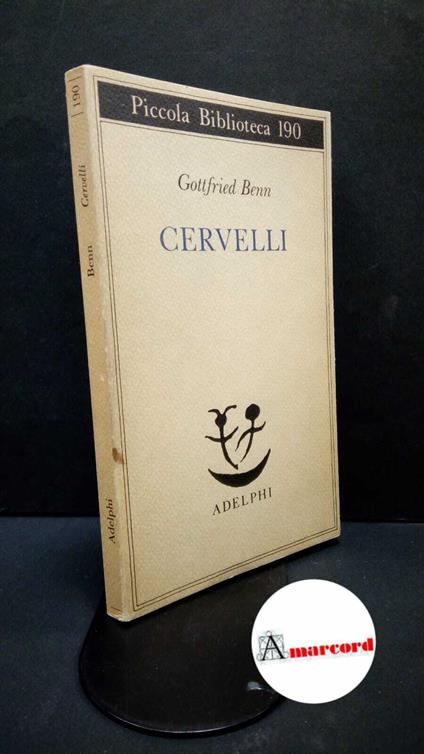 Piccola Biblioteca 190
Gottfried Benn
CERVELLI
ADELPHI
190
Cervelli
Benn
Adelphi
Amarcord